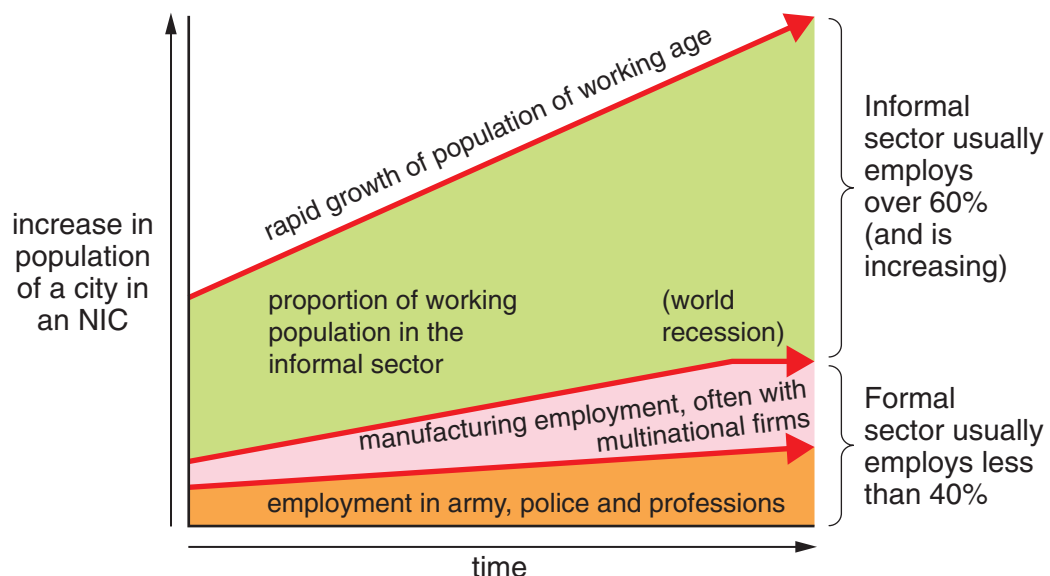 increase in
population
of a city in
an NIC
rapid growth of population of working age
proportion of working
population in the
informal sector
(world
recession)
manufacturing employment, often with
multinational firms
employment in army, police and professions
time
Informal
sector usually
employs
over 60%
(and is
increasing)
Formal
sector usually
employs less
than 40%